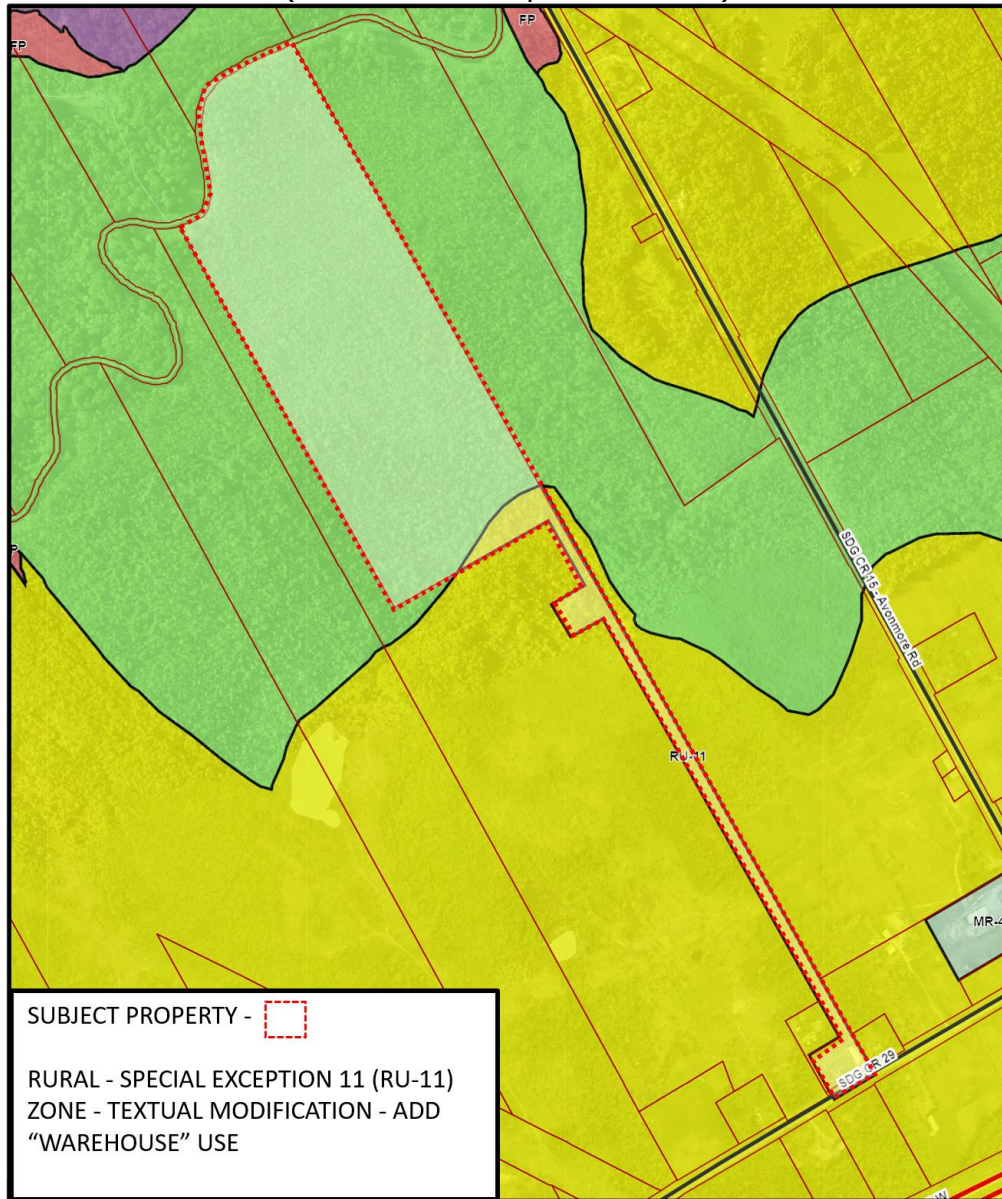 FP
FP
SDG CR 15 - Avonmore Rd
RU-11
MR-4
SDG CR 29
SUBJECT PROPERTY -
RURAL - SPECIAL EXCEPTION 11 (RU-11)
ZONE - TEXTUAL MODIFICATION - ADD
“WAREHOUSE” USE